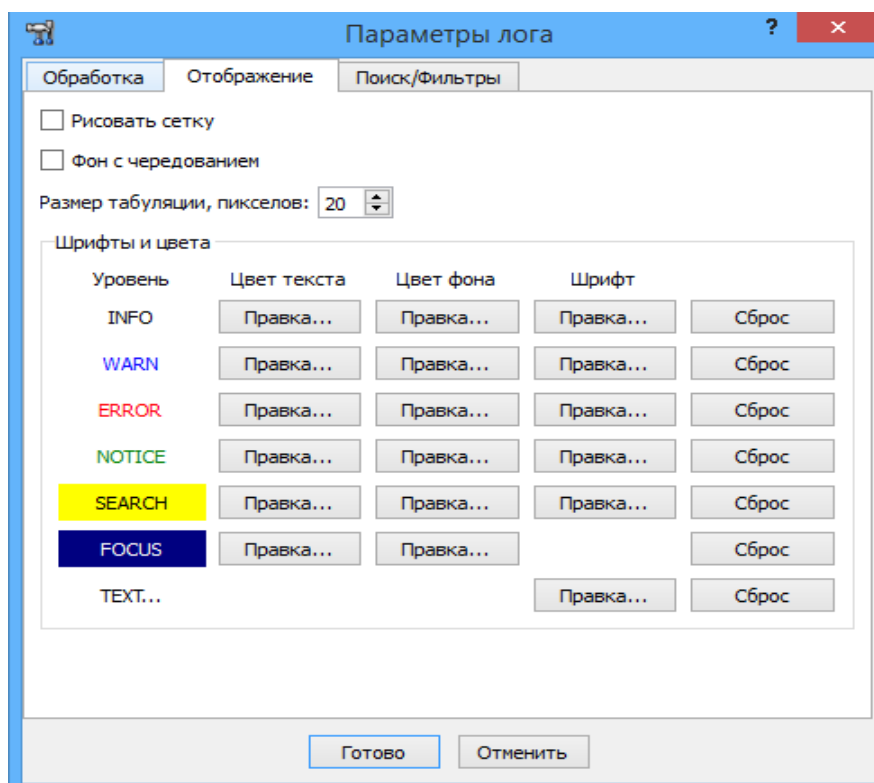 Параметры лога ? ×
Обработка Отображение Поиск/Фильтры
Рисовать сетку
Фон с чередованием
Размер табуляции, пикселов: 20
Шрифты и цвета
Уровень Цвет текста Цвет фона Шрифт
INFO Правка... Правка... Правка... Сброс
WARN Правка... Правка... Правка... Сброс
ERROR Правка... Правка... Правка... Сброс
NOTICE Правка... Правка... Правка... Сброс
SEARCH Правка... Правка... Правка... Сброс
FOCUS Правка... Правка... Сброс
TEXT... Правка... Сброс
Готово Отменить